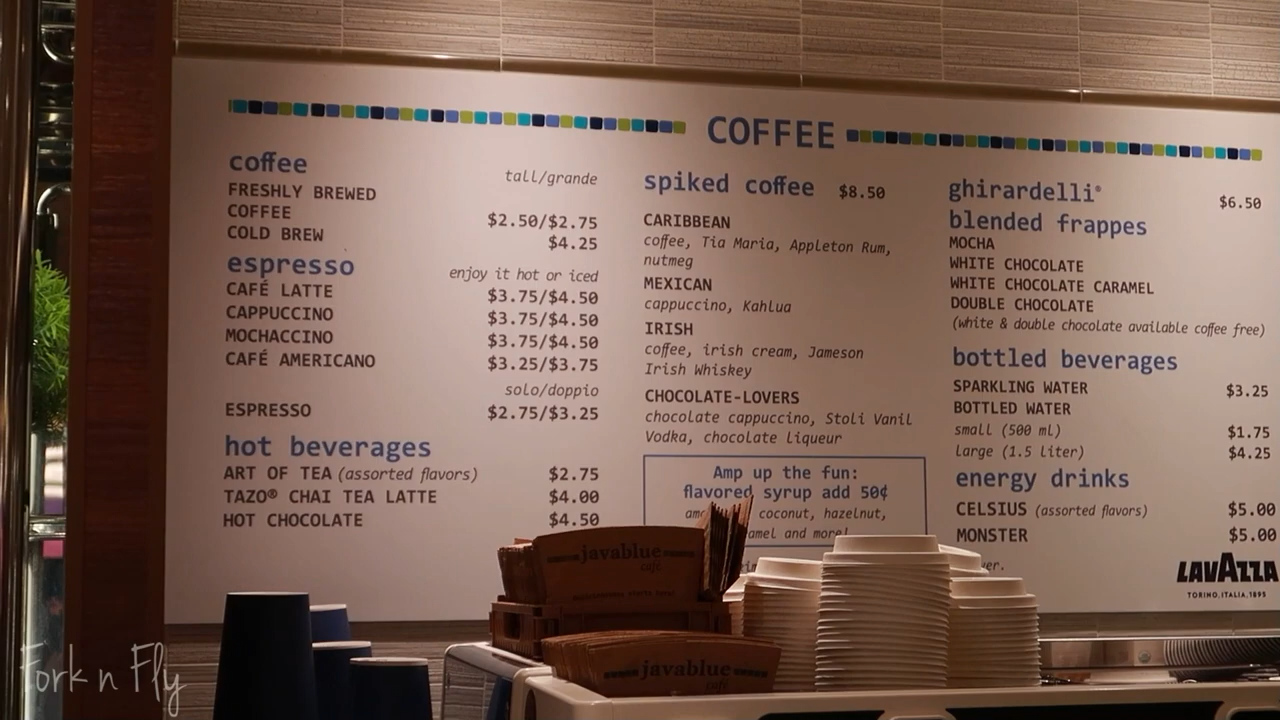 COFFEE
coffee
tall/grande
FRESHLY BREWED
COFFEE $2.50/$2.75
COLD BREW $4.25
espresso
enjoy it hot or iced
CAFÉ LATTE $3.75/$4.50
CAPPUCCINO $3.75/$4.50
MOCHACCINO $3.75/$4.50
CAFÉ AMERICANO $3.25/$3.75
solo/doppio
ESPRESSO $2.75/$3.25
hot beverages
ART OF TEA (assorted flavors) $2.75
TAZO® CHAI TEA LATTE $4.00
HOT CHOCOLATE $4.50
spiked coffee $8.50
CARIBBEAN
coffee, Tia Maria, Appleton Rum,
nutmeg
MEXICAN
cappuccino, Kahlua
IRISH
coffee, irish cream, Jameson
Irish Whiskey
CHOCOLATE-LOVERS
chocolate cappuccino, Stoli Vanil
Vodka, chocolate liqueur
Amp up the fun:
flavored syrup add 50¢
coconut, hazelnut,
and more!
ghirardelli® $6.50
blended frappes
MOCHA
WHITE CHOCOLATE
WHITE CHOCOLATE CARAMEL
DOUBLE CHOCOLATE
(white & double chocolate available coffee free)
bottled beverages
SPARKLING WATER $3.25
BOTTLED WATER
small (500 ml) $1.75
Large (1.5 liter) $4.25
energy drinks
CELSIUS (assorted flavors) $5.00
MONSTER $5.00
LAVAZZA
TORINO, ITALIA, 1895
javablue
café
javablue
café
Fork n Fly